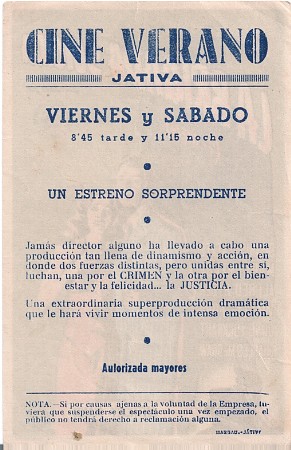 CINE VERANO
JATIVA
VIERNES y SABADO
8'45 tarde y 11'15 noche
UN ESTRENO SORPRENDENTE
Jamás director alguno ha llevado a cabo una
producción tan llena de dinamismo y acción, en
donde dos fuerzas distintas, pero unidas entre sí,
luchan, una por el CRIMEN y la otra por el bien-
estar y la felicidad... la JUSTICIA.
Una extraordinaria superproducción dramática
que le hará vivir momentos de intensa emoción.
Autorizada mayores
NOTA.-Si por causas ajenas a la voluntad de la Empresa, tu-
viera que suspenderse el espectáculo una vez empezado, el
público no tendrá derecho a reclamación alguna.